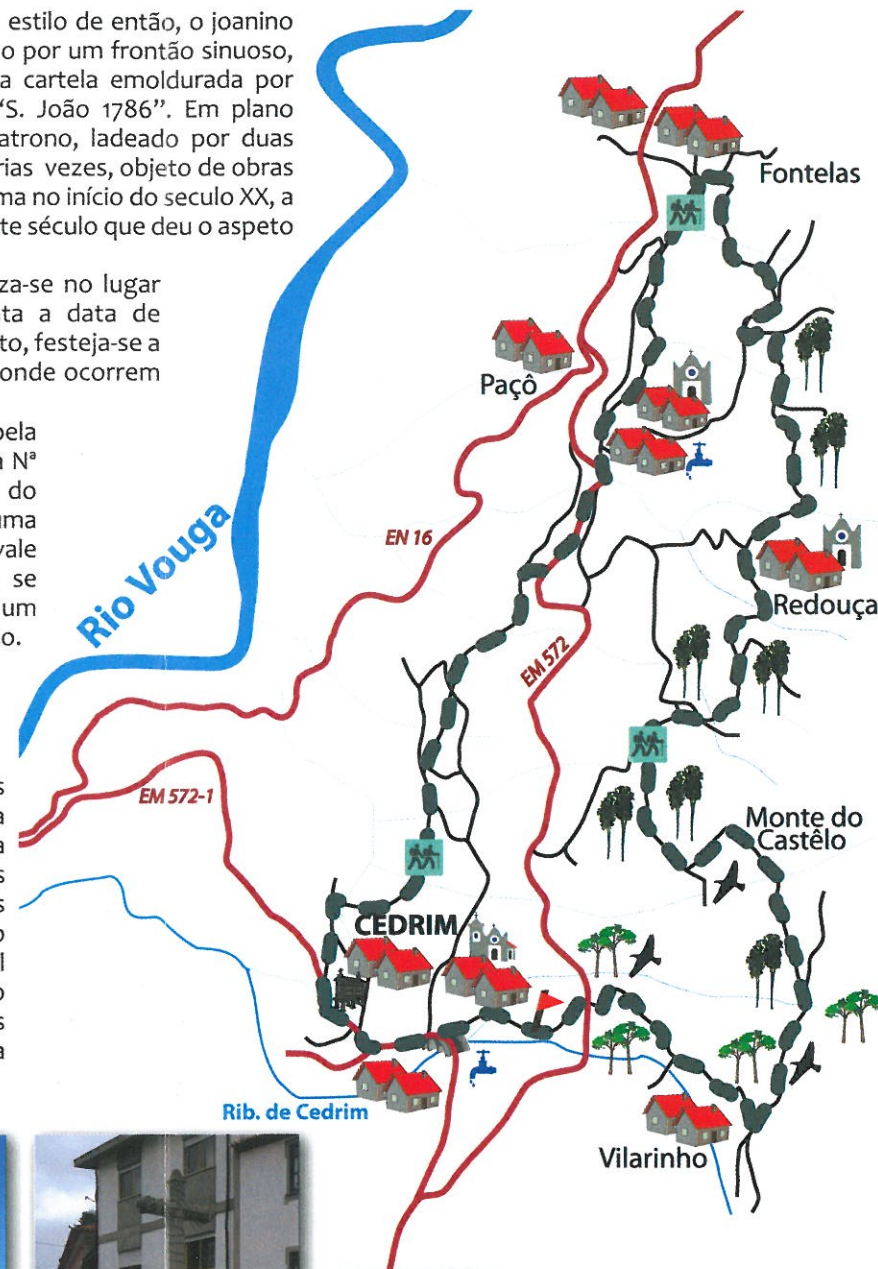 estilo de então, o joanino
o por um frontão sinuoso,
a cartela emoldurada por
“S. João 1786”. Em plano
atrono, ladeado por duas
rias vezes, objeto de obras
ma no início do seculo XX, a
te século que deu o aspeto
za-se no lugar
ta a data de
to, festeja-se a
onde ocorrem
pela
a Nª
do
uma
vale
se
um
o.
s
a
a
s
s
o
l
o
s
a
Fontelas
Paçô
EN 16
Rio Vouga
Redouça
EM 572
EM 572-1
Monte do
Castêlo
CEDRIM
Rib. de Cedrim
Vilarinho